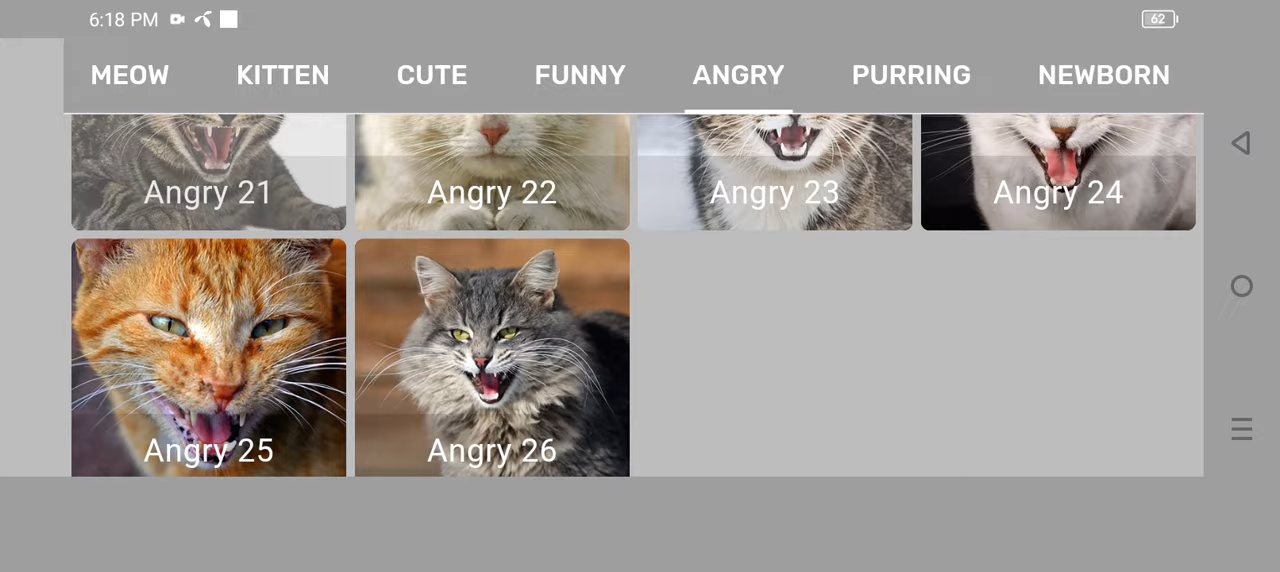 6:18 PM
62
MEOW KITTEN CUTE FUNNY ANGRY PURRING NEWBORN
Angry 21 Angry 22 Angry 23 Angry 24
Angry 25 Angry 26